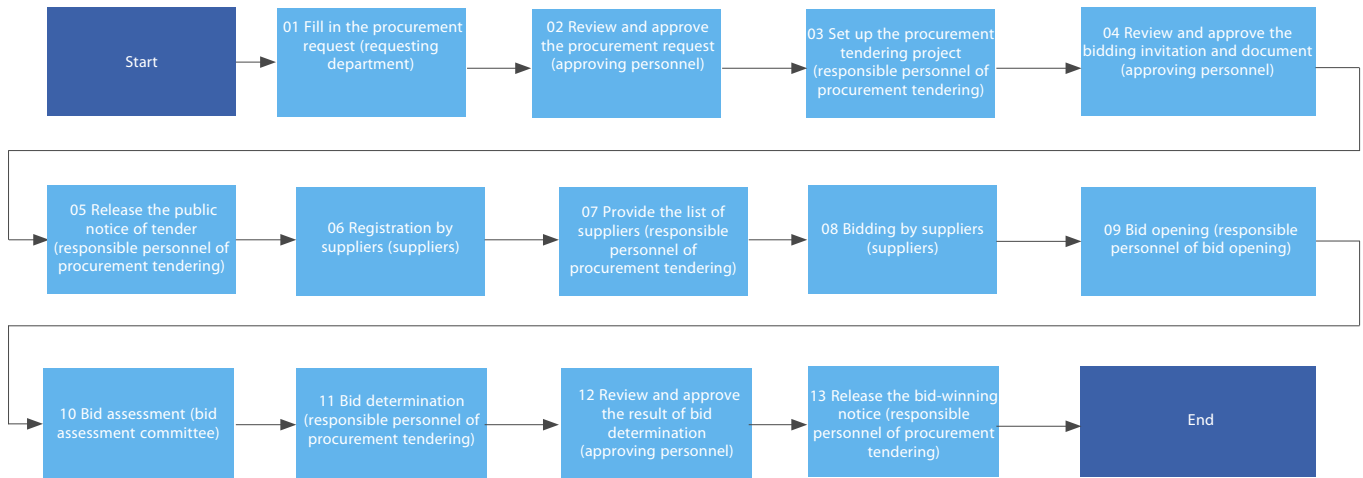 Start
01 Fill in the procurement
request (requesting
department)
02 Review and approve
the procurement request
(approving personnel)
03 Set up the procurement
tendering project
(responsible personnel of
procurement tendering)
04 Review and approve the
bidding invitation and document
(approving personnel)
05 Release the public
notice of tender
(responsible personnel of
procurement tendering)
06 Registration by
suppliers (suppliers)
07 Provide the list of
suppliers (responsible
personnel of
procurement tendering)
08 Bidding by suppliers
(suppliers)
09 Bid opening (responsible
personnel of bid opening)
10 Bid assessment (bid
assessment committee)
11 Bid determination
(responsible personnel of
procurement tendering)
12 Review and approve
the result of bid
determination
(approving personnel)
13 Release the bid-winning
notice (responsible
personnel of procurement
tendering)
End